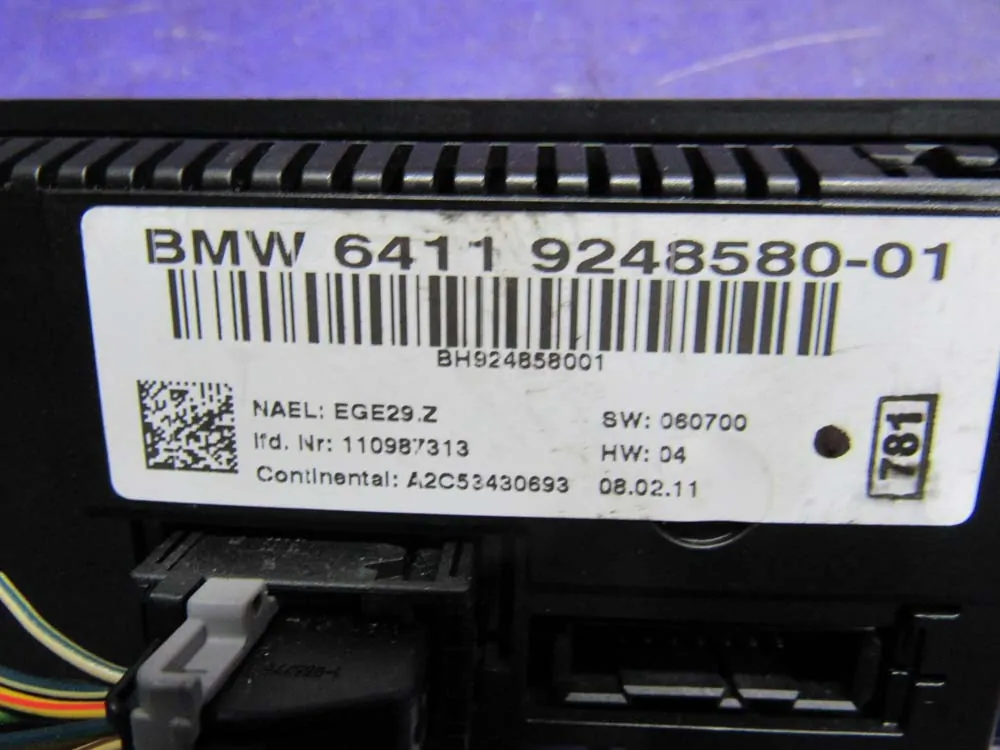 BMW 6411 9248580-01
BH924858001
NAEL: EGE29.Z
SW: 060700
lfd. Nr: 110987313
HW: 04
Continental: A2C53430693 08.02.11
781